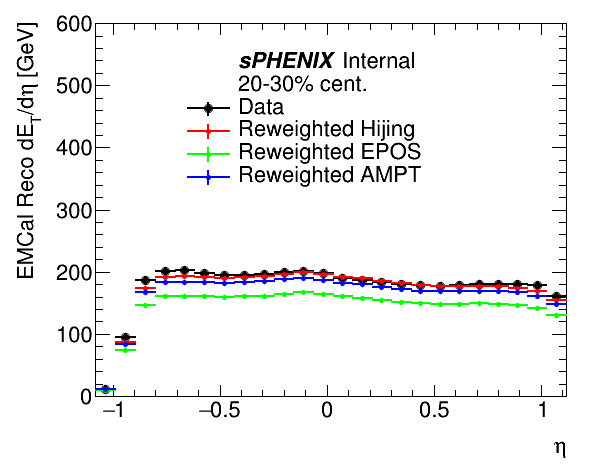 sPHENIX Internal
20-30% cent.
Data
Reweighted Hijing
Reweighted EPOS
Reweighted AMPT
EMCal Reco dE_T/dη [GeV]
600
500
400
300
200
100
0
−1
−0.5
0
0.5
1
η